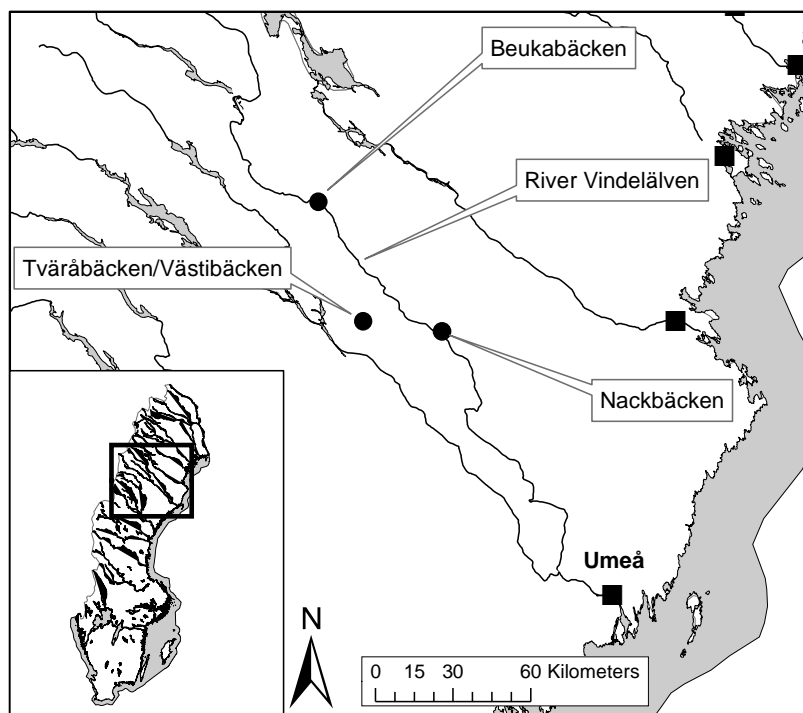 Beukabäcken
River Vindelälven
Tväråbäcken/Västibäcken
Nackbäcken
Umeå
N
0 15 30 60 Kilometers